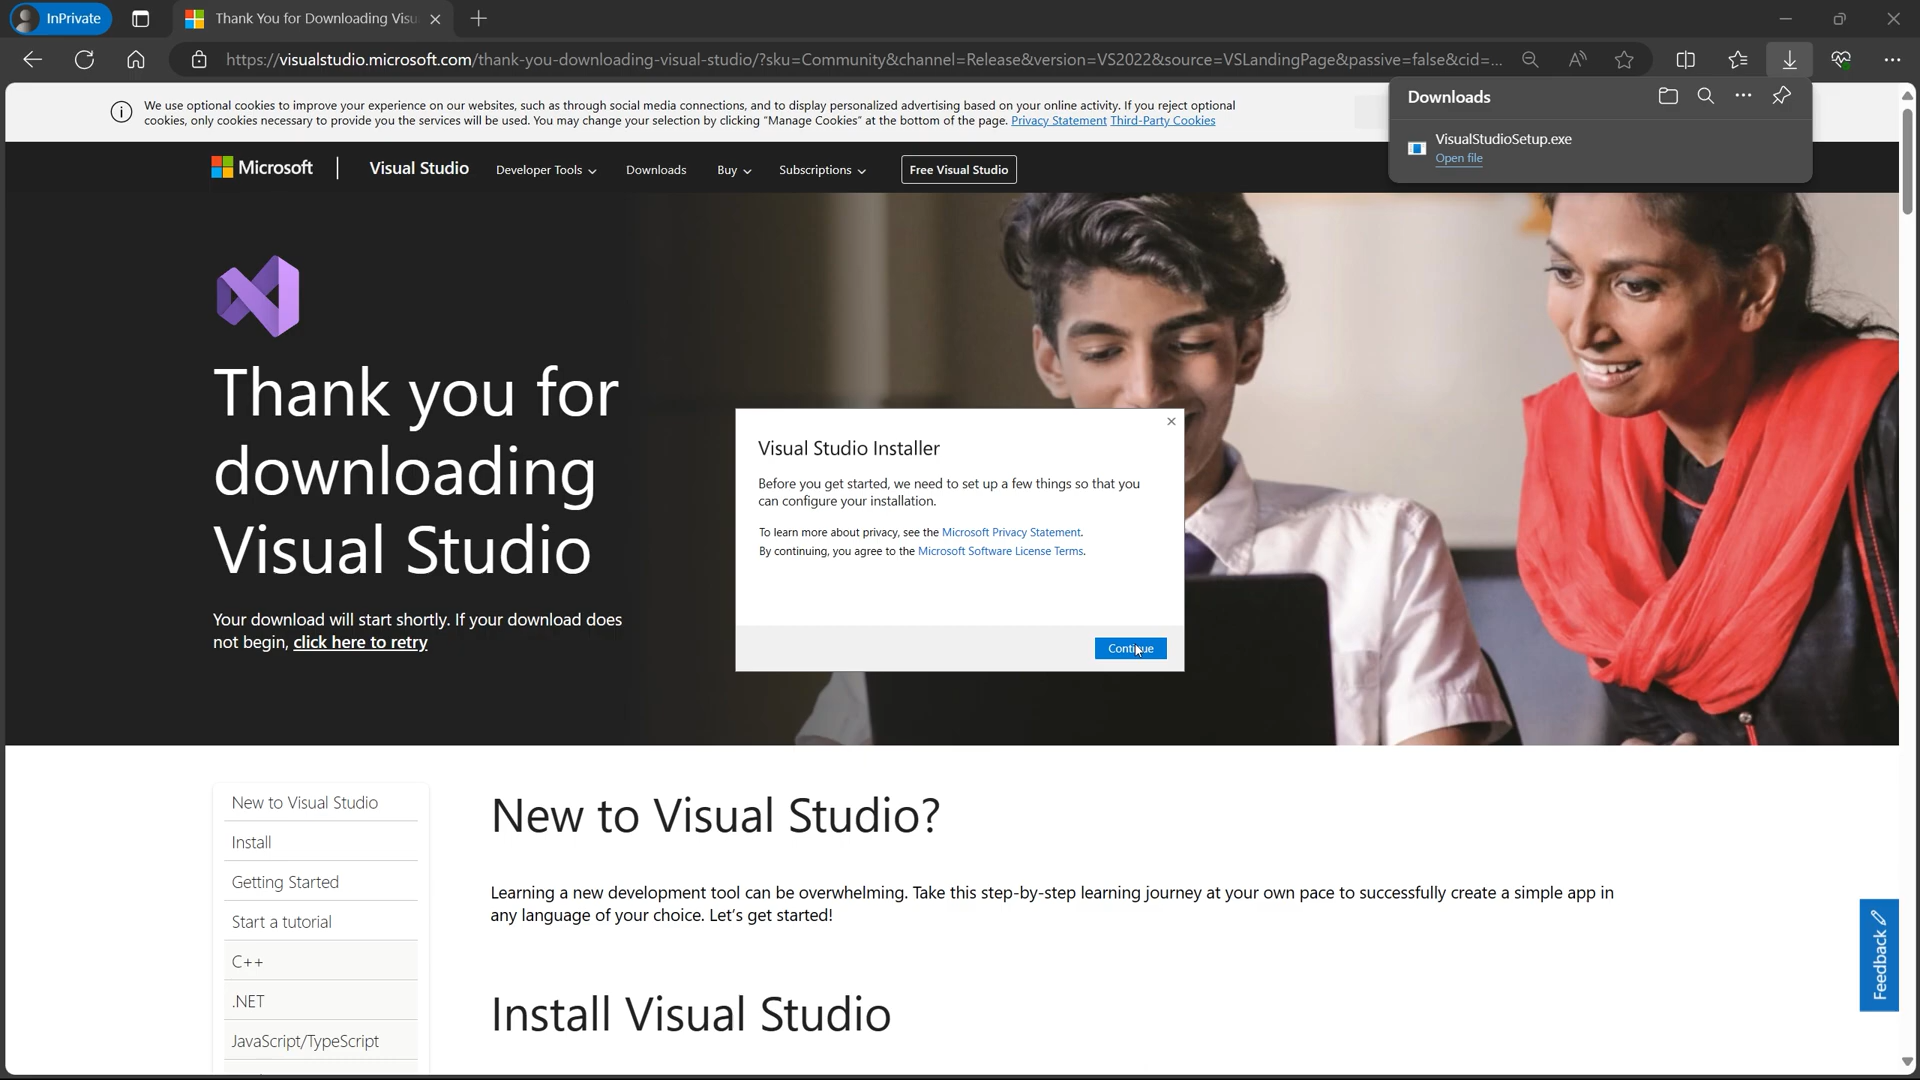 InPrivate
Thank You for Downloading Visu
https://visualstudio.microsoft.com/thank-you-downloading-visual-studio/?sku=Community&channel=Release&version=VS2022&source=VSLandingPage&passive=false&cid=...
Downloads
VisualStudioSetup.exe
Open file
We use optional cookies to improve your experience on our websites, such as through social media connections, and to display personalized advertising based on your online activity. If you reject optional
cookies, only cookies necessary to provide you the services will be used. You may change your selection by clicking "Manage Cookies" at the bottom of the page. Privacy Statement Third-Party Cookies
Microsoft Visual Studio Developer Tools Downloads Buy Subscriptions Free Visual Studio
Thank you for
downloading
Visual Studio
Your download will start shortly. If your download does
not begin, click here to retry
Visual Studio Installer
Before you get started, we need to set up a few things so that you
can configure your installation.
To learn more about privacy, see the Microsoft Privacy Statement.
By continuing, you agree to the Microsoft Software License Terms.
Continue
New to Visual Studio
Install
Getting Started
Start a tutorial
C++
.NET
JavaScript/TypeScript
New to Visual Studio?
Learning a new development tool can be overwhelming. Take this step-by-step learning journey at your own pace to successfully create a simple app in
any language of your choice. Let's get started!
Install Visual Studio
Feedback